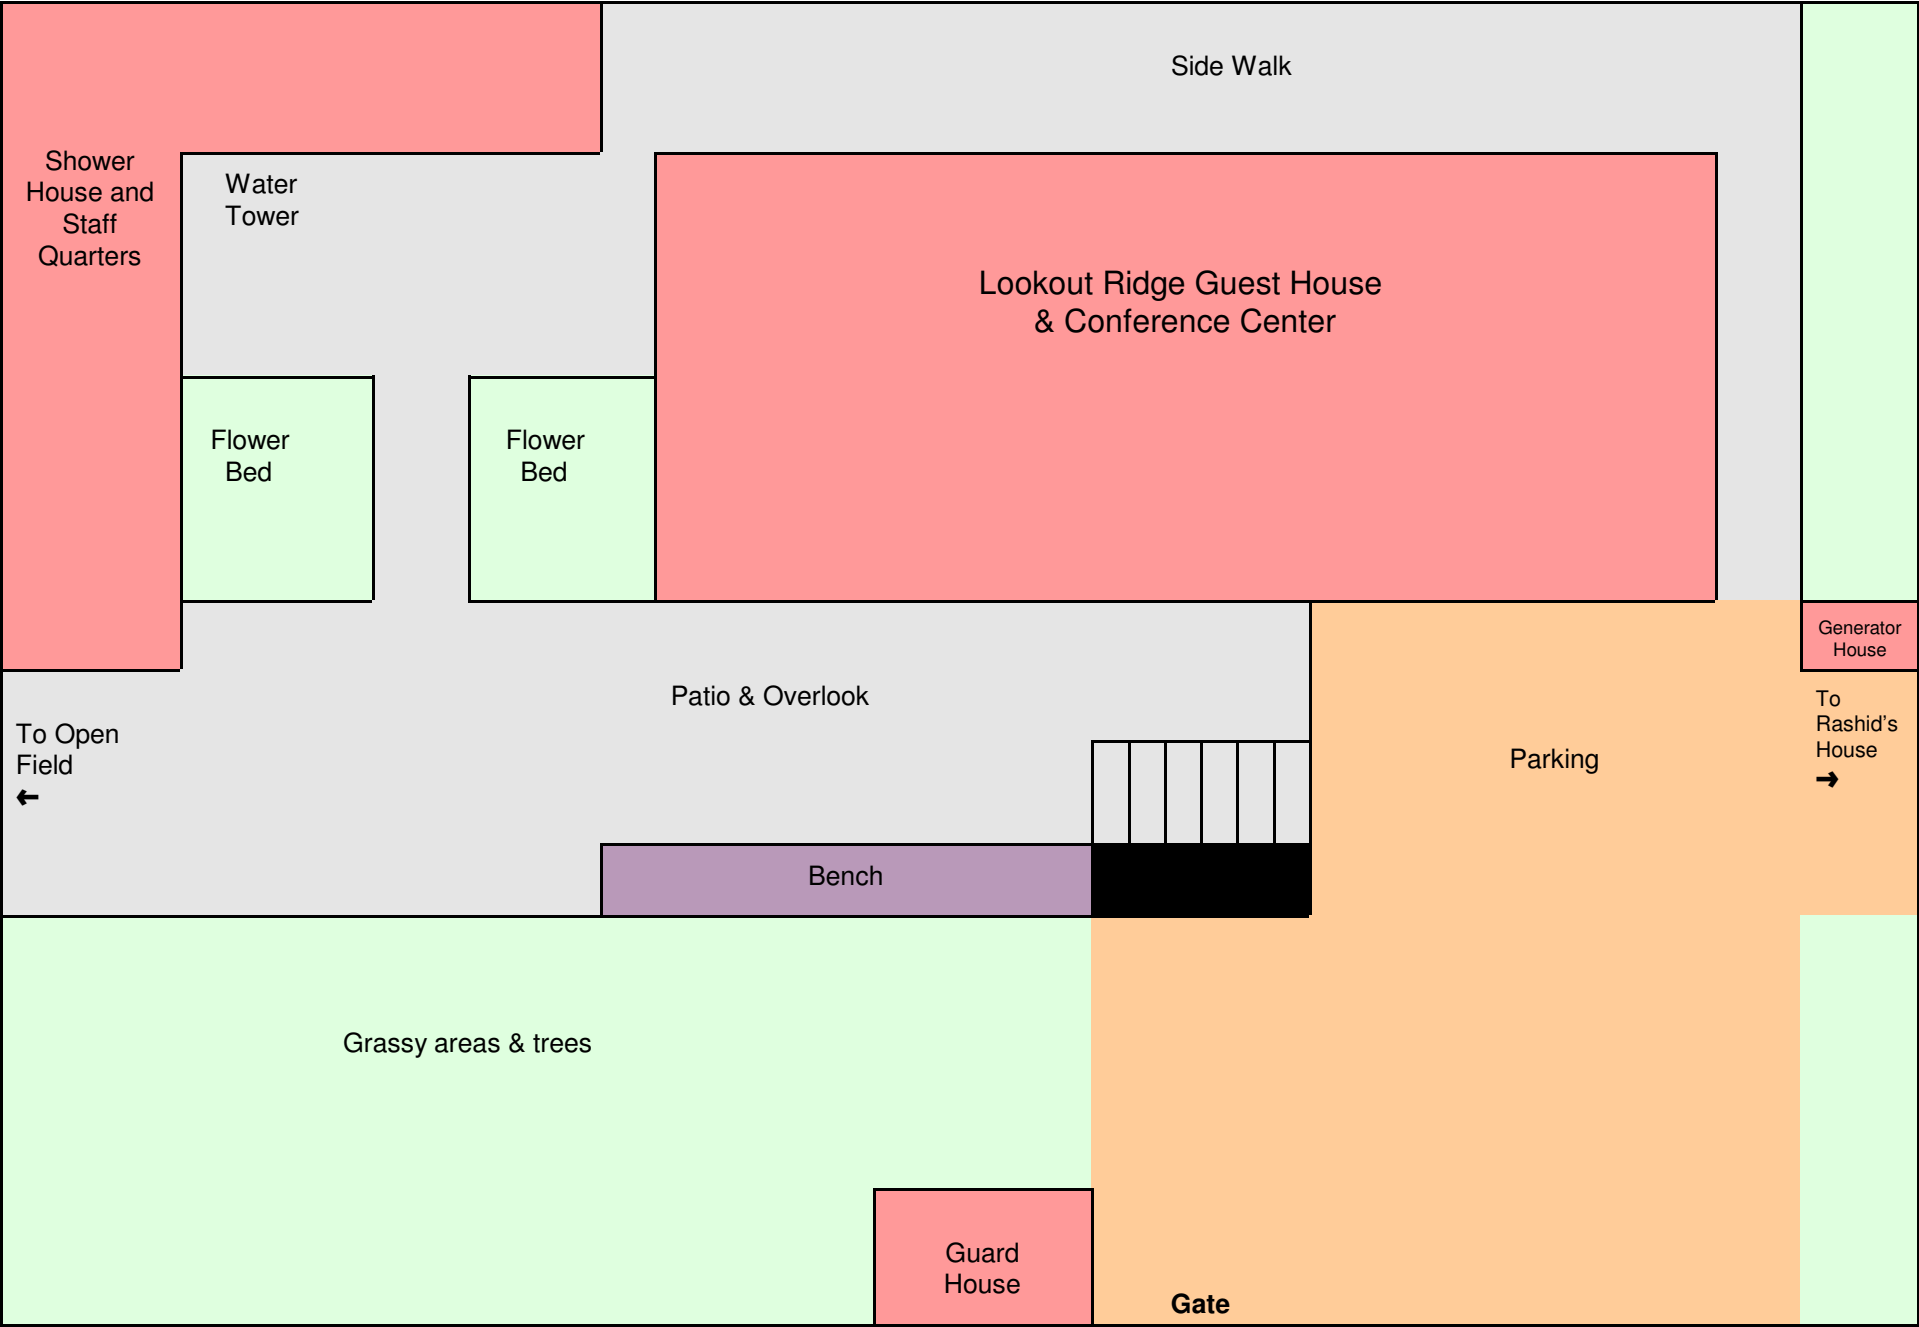 Side Walk
Shower
House and
Staff
Quarters
Water
Tower
Lookout Ridge Guest House
& Conference Center
Flower
Bed
Flower
Bed
Generator
House
Patio & Overlook
To Open
Field
←
Parking
To
Rashid’s
House
→
Bench
Grassy areas & trees
Guard
House
Gate